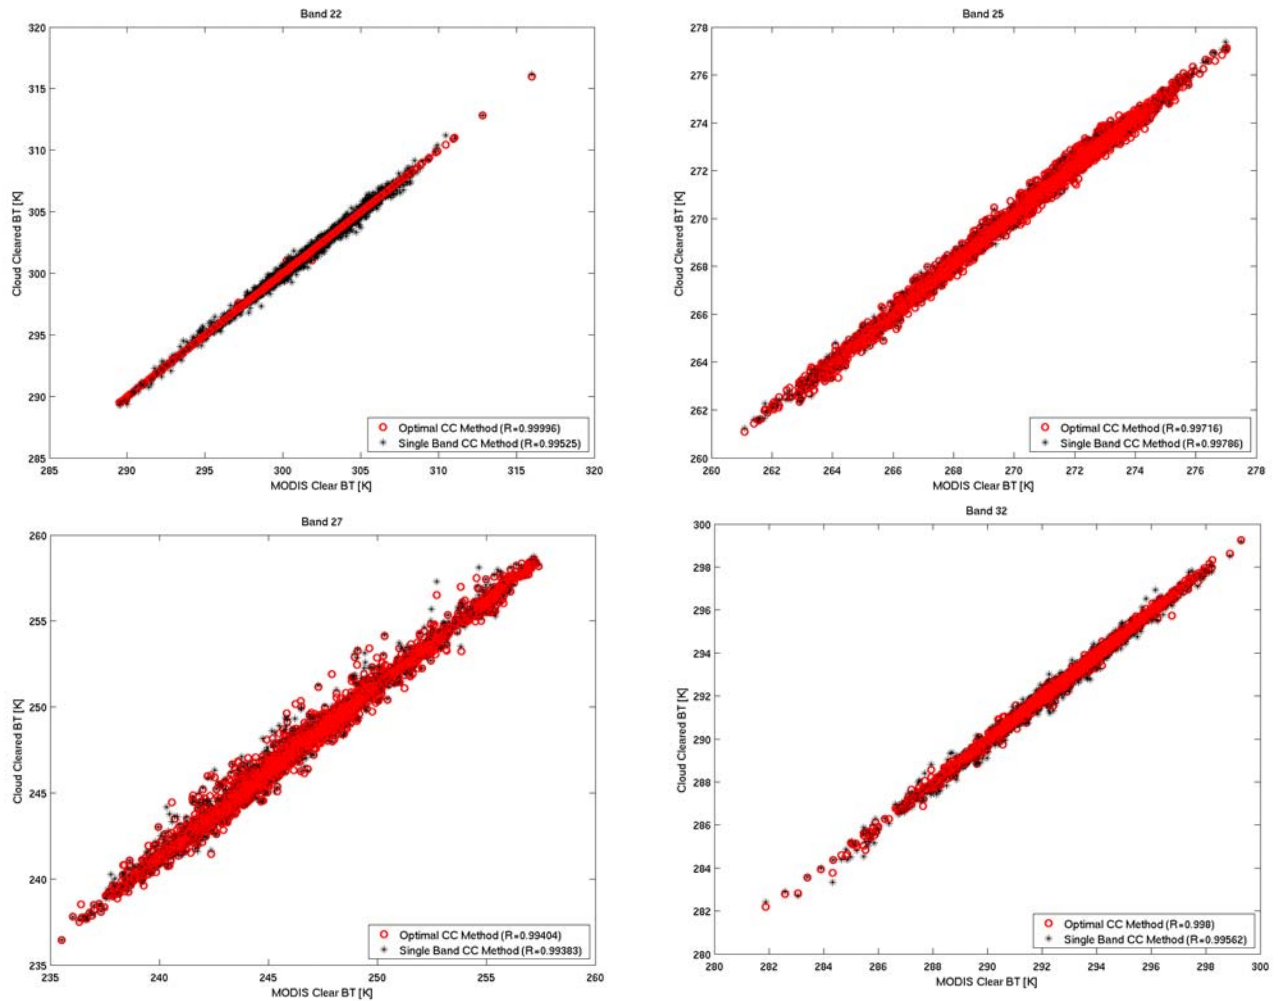 Band 22
320
315
310
305
300
295
290
285
Cloud Cleared BT [K]
285 290 295 300 305 310 315 320
MODIS Clear BT [K]
Optimal CC Method (R=0.99996)
Single Band CC Method (R=0.99525)
Band 25
278
276
274
272
270
268
266
264
262
260
Cloud Cleared BT [K]
260 262 264 266 268 270 272 274 276 278
MODIS Clear BT [K]
Optimal CC Method (R=0.99716)
Single Band CC Method (R=0.99786)
Band 27
260
255
250
245
240
235
Cloud Cleared BT [K]
235 240 245 250 255 260
MODIS Clear BT [K]
Optimal CC Method (R=0.99404)
Single Band CC Method (R=0.99383)
Band 32
300
298
296
294
292
290
288
286
284
282
280
Cloud Cleared BT [K]
280 282 284 286 288 290 292 294 296 298 300
MODIS Clear BT [K]
Optimal CC Method (R=0.998)
Single Band CC Method (R=0.99562)